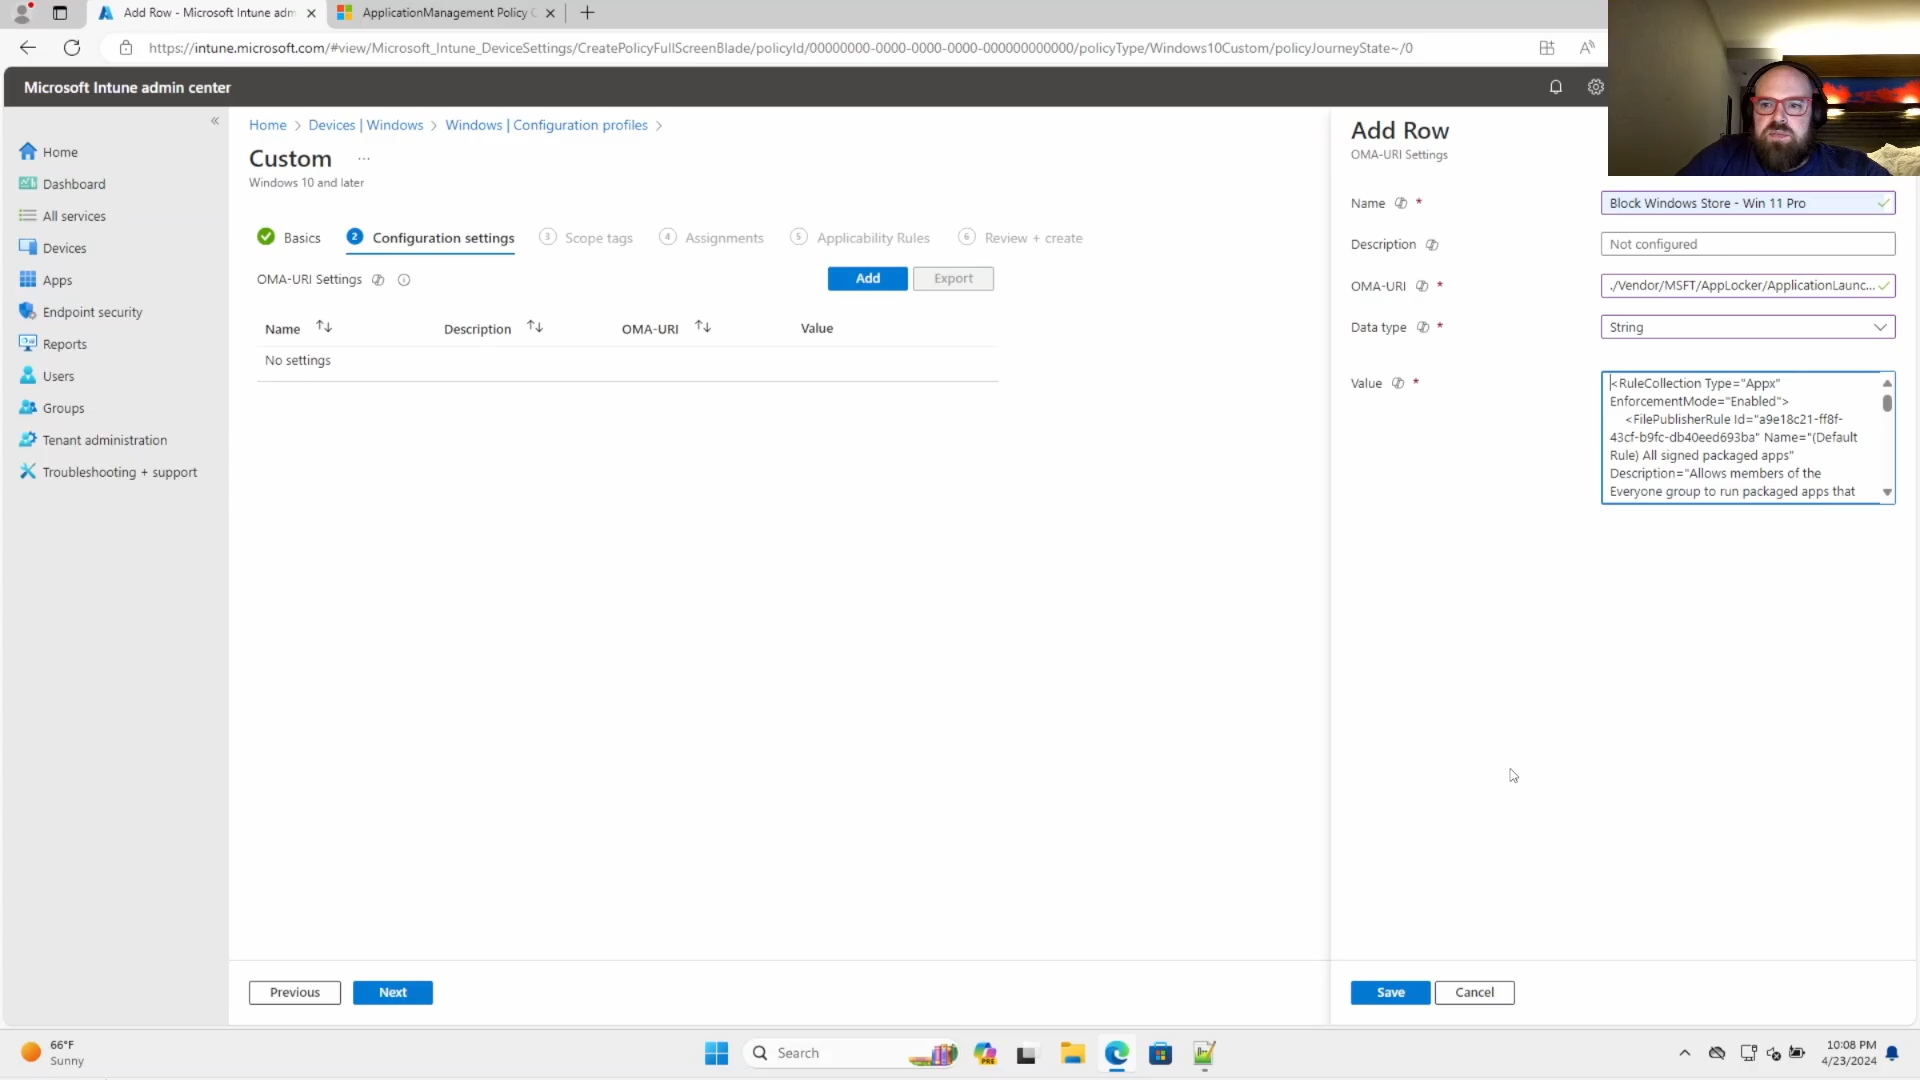 Add Row - Microsoft Intune adm
ApplicationManagement Policy C
https://intune.microsoft.com/#view/Microsoft_Intune_DeviceSettings/CreatePolicyFullScreenBlade/policyId/00000000-0000-0000-0000-000000000000/policyType/Windows10Custom/policyJourneyState~/0
Microsoft Intune admin center
Home
Dashboard
All services
Devices
Apps
Endpoint security
Reports
Users
Groups
Tenant administration
Troubleshooting + support
Home > Devices | Windows > Windows | Configuration profiles >
Custom ...
Windows 10 and later
Basics 2 Configuration settings 3 Scope tags 4 Assignments 5 Applicability Rules 6 Review + create
OMA-URI Settings Add Export
Name Description OMA-URI Value
No settings
Previous Next
Add Row
OMA-URI Settings
Name * Block Windows Store - Win 11 Pro
Description Not configured
OMA-URI * ./Vendor/MSFT/AppLocker/ApplicationLaunc...
Data type * String
Value *
<RuleCollection Type="Appx"
EnforcementMode="Enabled">
<FilePublisherRule Id="a9e18c21-ff8f-
43cf-b9fc-db40eed693ba" Name="(Default
Rule) All signed packaged apps"
Description="Allows members of the
Everyone group to run packaged apps that
Save Cancel
66°F
Sunny
Search
PRE
10:08 PM
4/23/2024